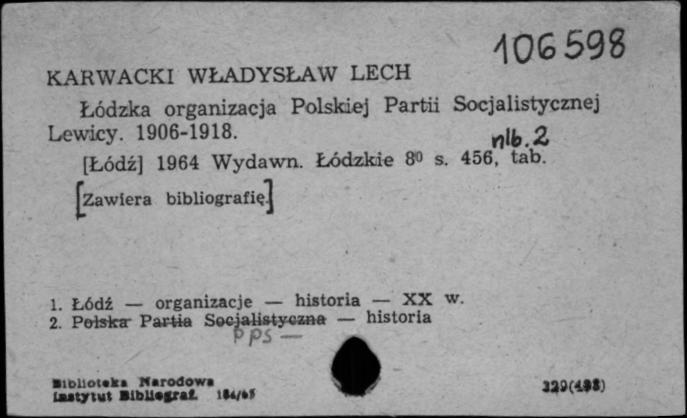 106598
KARWACKI WŁADYSŁAW LECH
Łódzka organizacja Polskiej Partii Socjalistycznej
Lewicy. 1906-1918.
nlb. 2
[Łódź] 1964 Wydawn. Łódzkie 8⁰ s. 456, tab.
[Zawiera bibliografię.]
1. Łódź — organizacje — historia — XX w.
2. Polska Partia Socjalistyczna — historia
PPS —
Biblioteka Narodowa
Instytut Bibliograf.